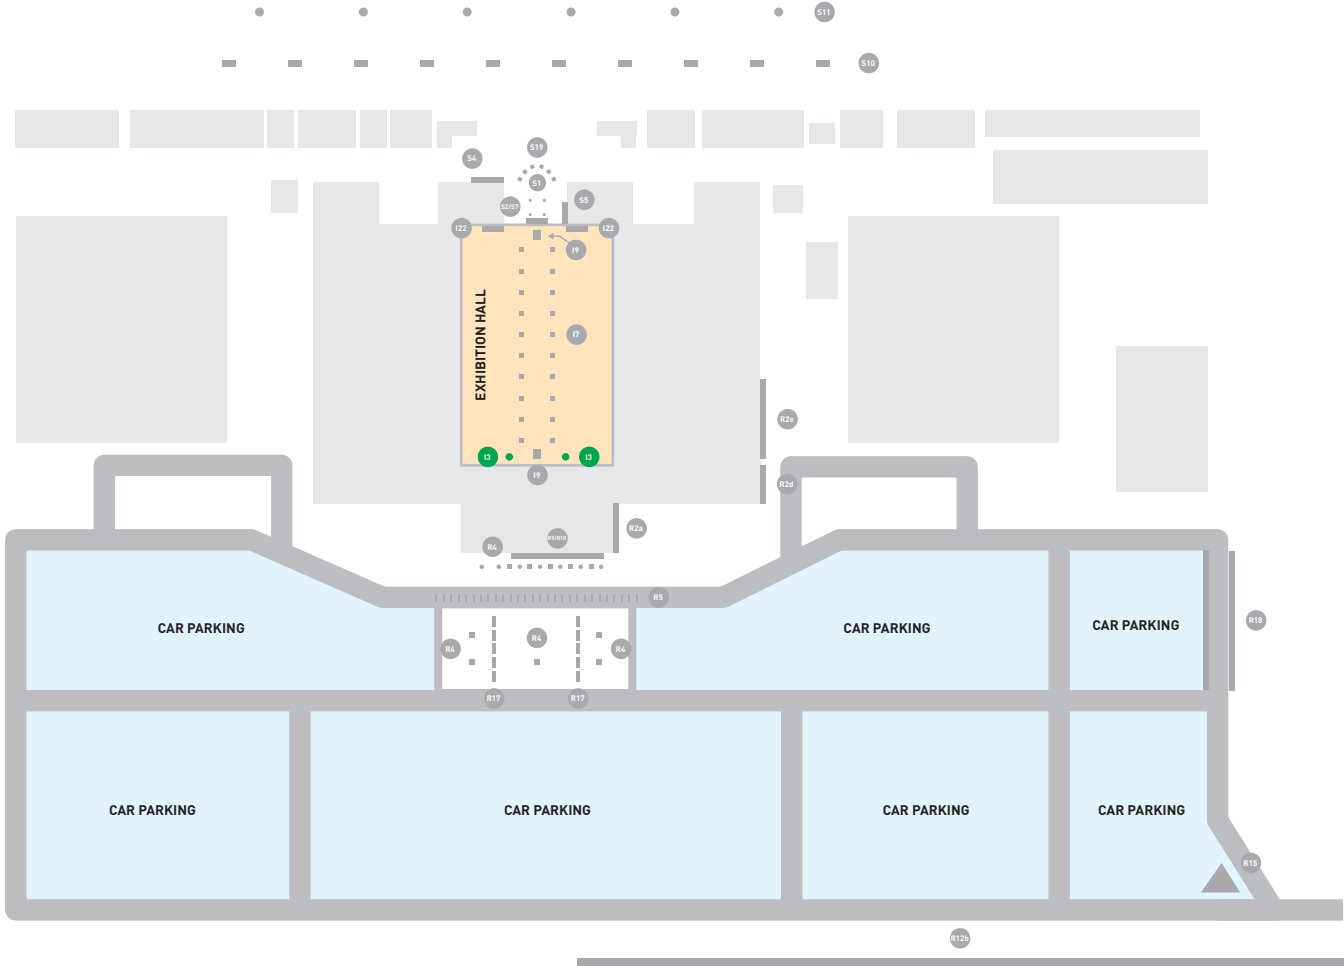 S11
S10
S19
S4
S1
S5
S2/S7
I22
I22
I9
EXHIBITION HALL
I7
R2e
I3
I3
I9
R2d
R2a
R9/R10
R4
R5
CAR PARKING
CAR PARKING
CAR PARKING
R18
R4
R4
R4
R17
R17
CAR PARKING
CAR PARKING
CAR PARKING
CAR PARKING
R15
R12b